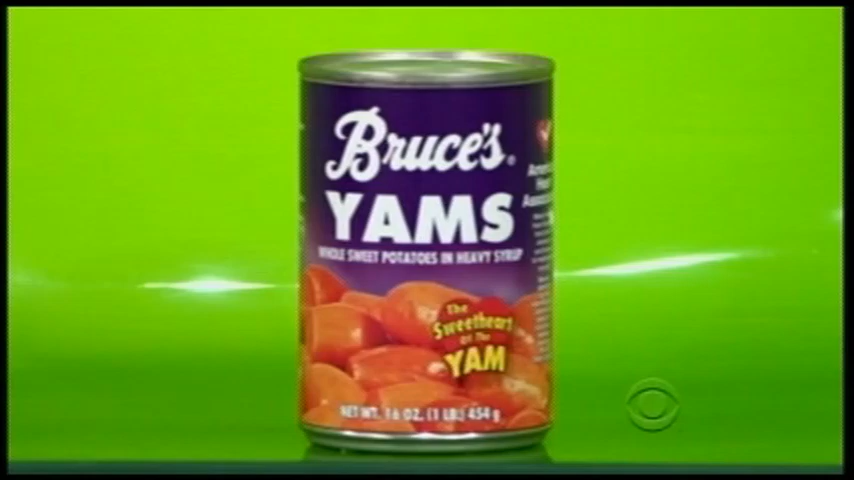 Bruce's®
YAMS
WHOLE SWEET POTATOES IN HEAVY SYRUP
The
Sweetheart
Of The
YAM
NET WT. 16 OZ. (1 LB.) 454 g